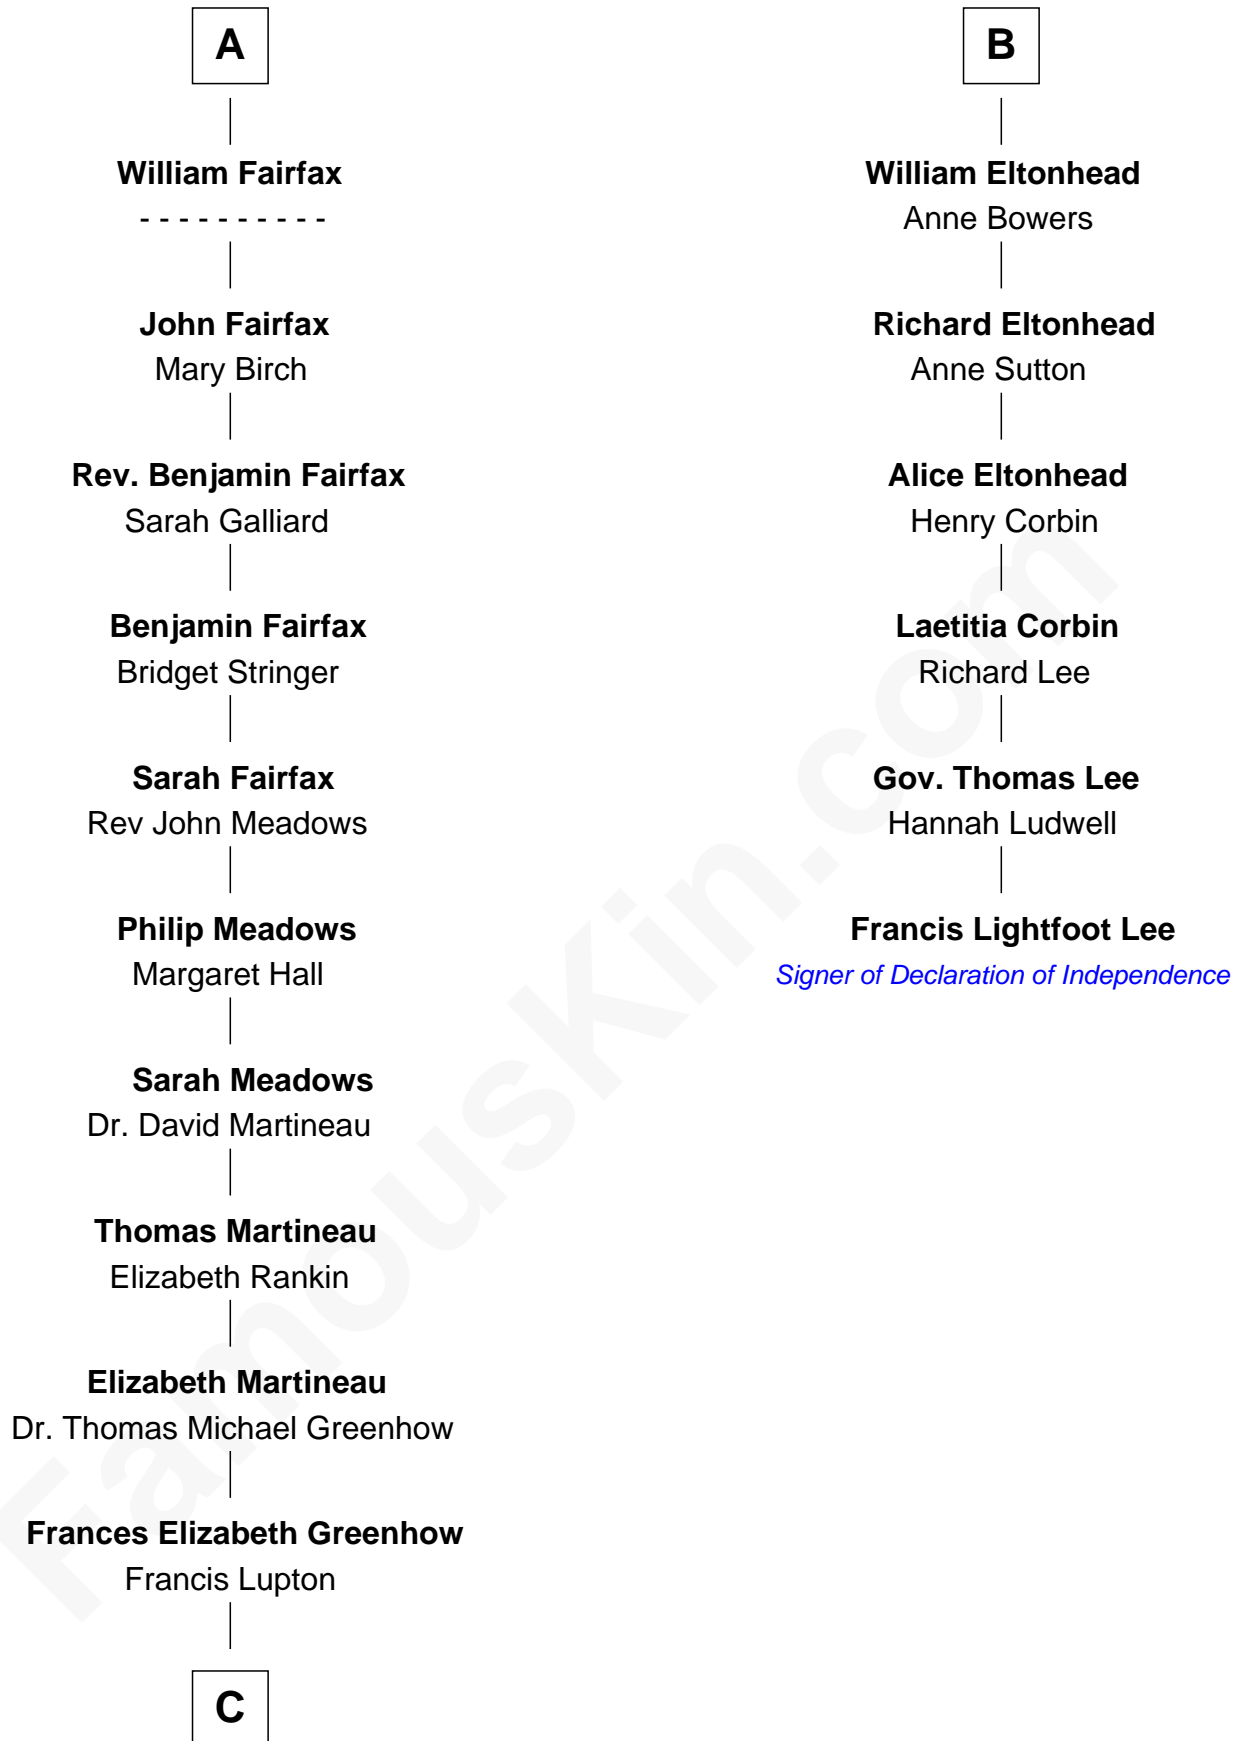 A
William Fairfax
- - - - - - - - - -
John Fairfax
Mary Birch
Rev. Benjamin Fairfax
Sarah Galliard
Benjamin Fairfax
Bridget Stringer
Sarah Fairfax
Rev John Meadows
Philip Meadows
Margaret Hall
Sarah Meadows
Dr. David Martineau
Thomas Martineau
Elizabeth Rankin
Elizabeth Martineau
Dr. Thomas Michael Greenhow
Frances Elizabeth Greenhow
Francis Lupton
C
B
William Eltonhead
Anne Bowers
Richard Eltonhead
Anne Sutton
Alice Eltonhead
Henry Corbin
Laetitia Corbin
Richard Lee
Gov. Thomas Lee
Hannah Ludwell
Francis Lightfoot Lee
Signer of Declaration of Independence
FamousKin.com